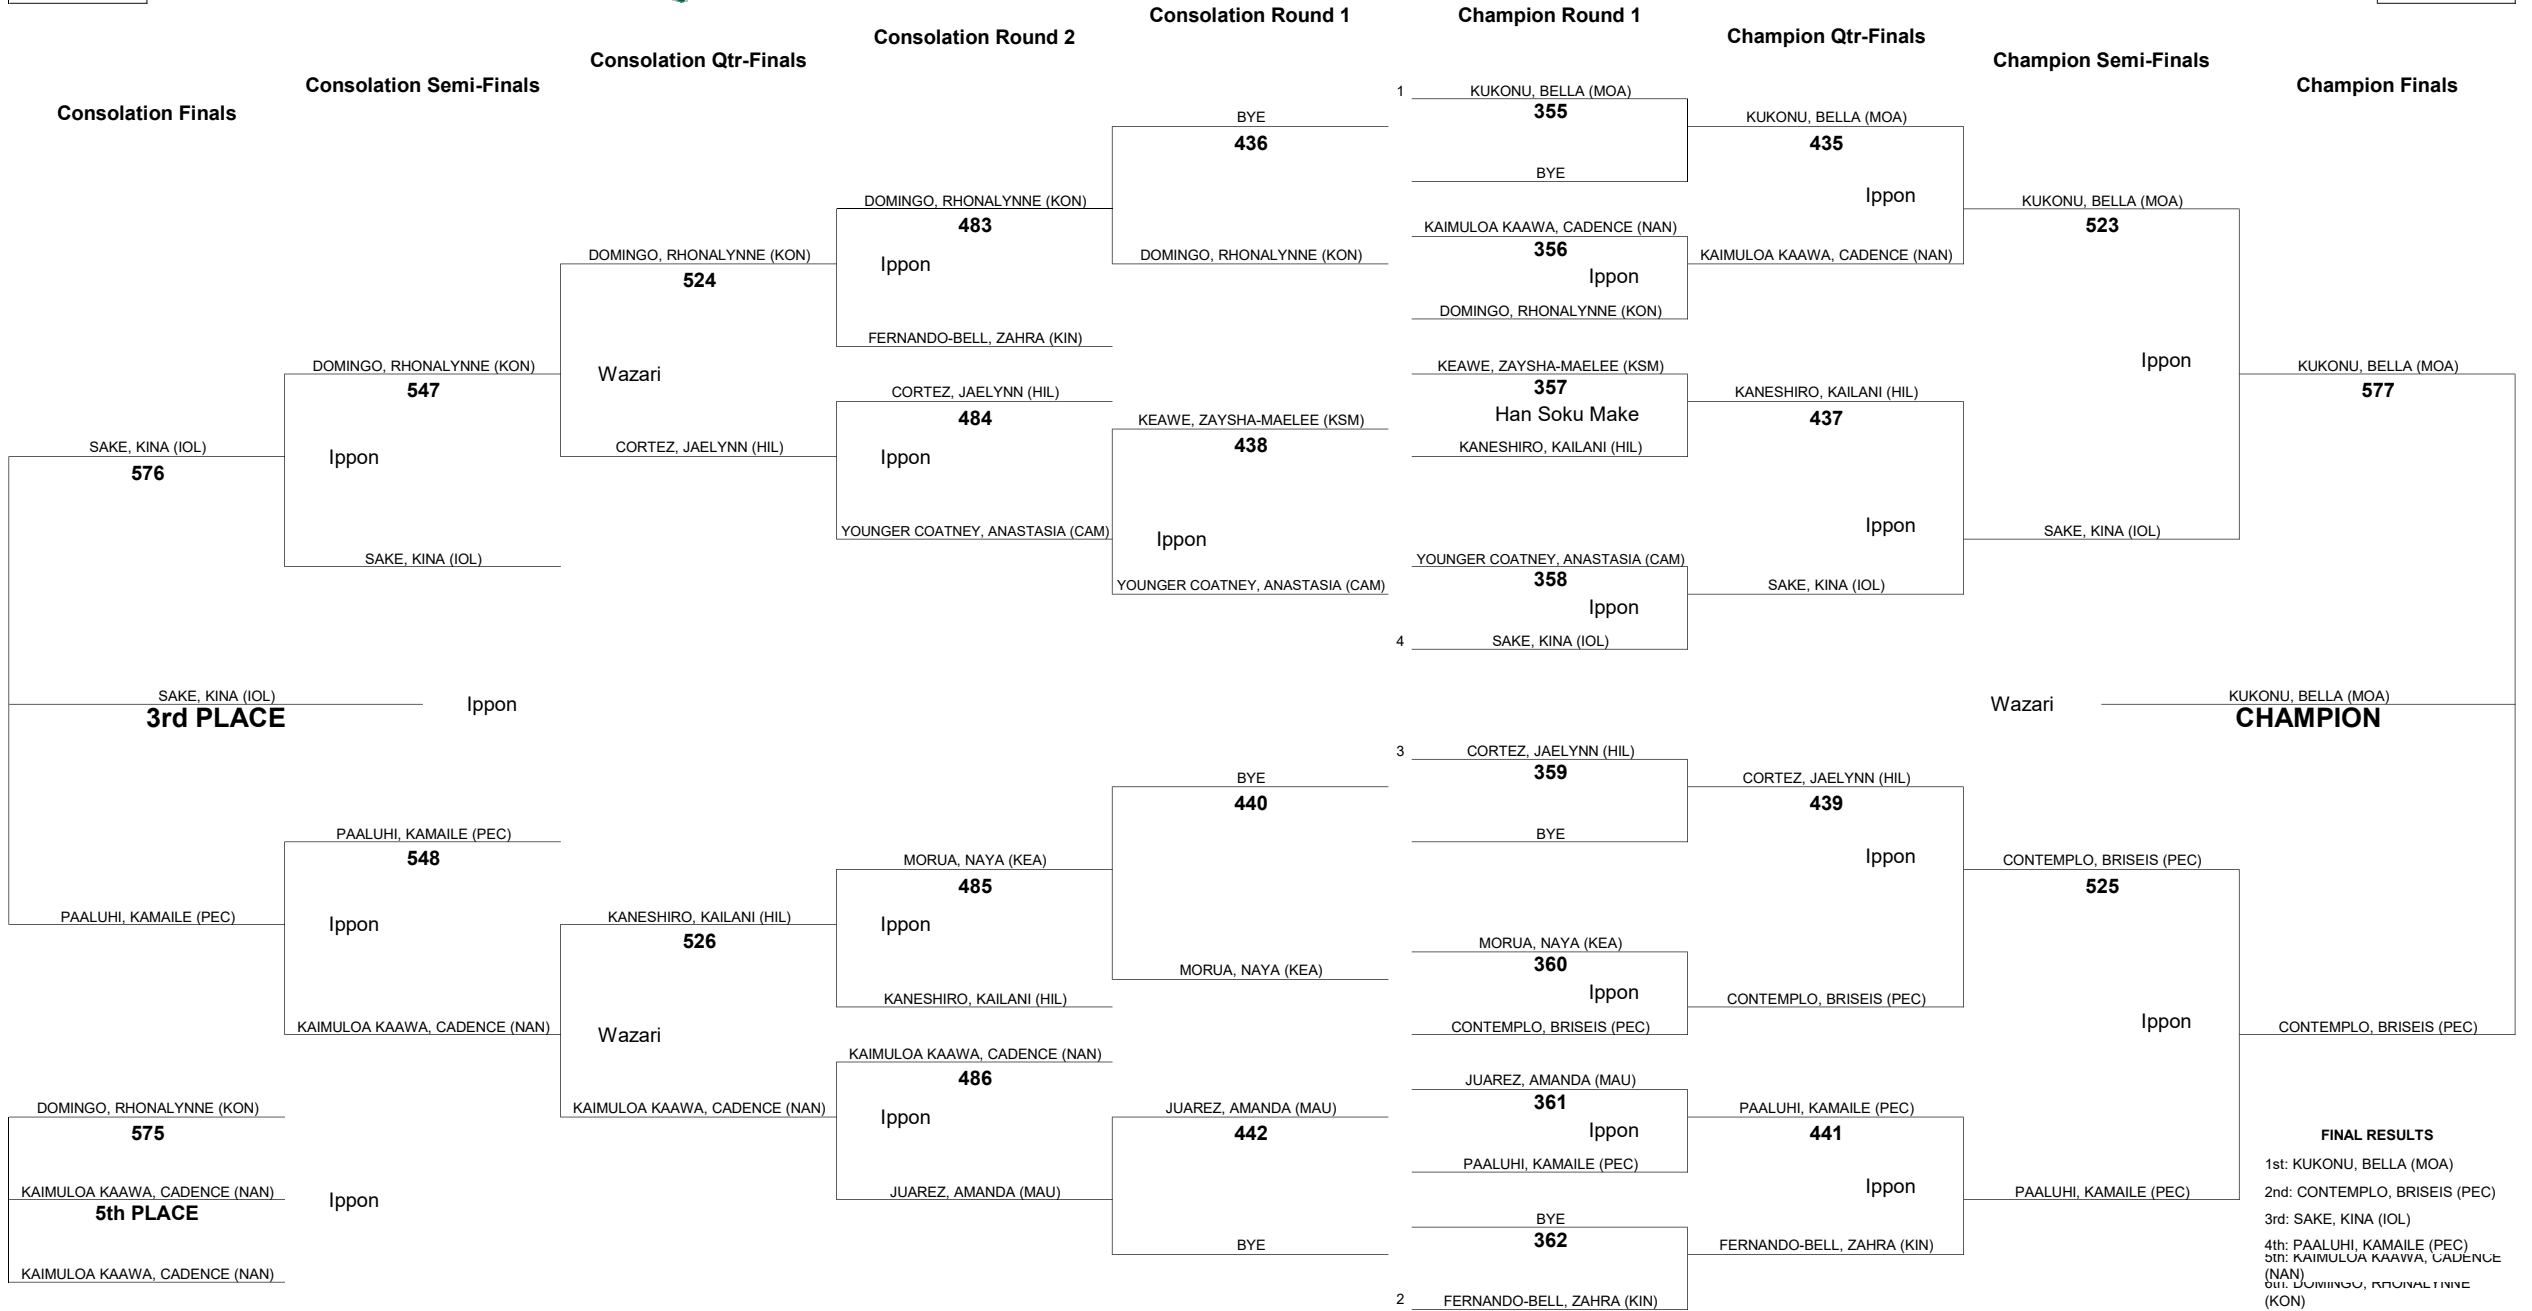 Consolation Finals
Consolation Semi-Finals
Consolation Qtr-Finals
Consolation Round 2
Consolation Round 1
Champion Round 1
Champion Qtr-Finals
Champion Semi-Finals
Champion Finals
SAKE, KINA (IOL)
576
SAKE, KINA (IOL)
3rd PLACE
Ippon
PAALUHI, KAMAILE (PEC)
DOMINGO, RHONALYNNE (KON)
575
KAIMULOA KAAWA, CADENCE (NAN)
5th PLACE
Ippon
KAIMULOA KAAWA, CADENCE (NAN)
DOMINGO, RHONALYNNE (KON)
547
Ippon
SAKE, KINA (IOL)
PAALUHI, KAMAILE (PEC)
548
Ippon
KAIMULOA KAAWA, CADENCE (NAN)
DOMINGO, RHONALYNNE (KON)
524
Wazari
CORTEZ, JAELYNN (HIL)
KANESHIRO, KAILANI (HIL)
526
Wazari
KAIMULOA KAAWA, CADENCE (NAN)
DOMINGO, RHONALYNNE (KON)
483
Ippon
FERNANDO-BELL, ZAHRA (KIN)
CORTEZ, JAELYNN (HIL)
484
Ippon
YOUNGER COATNEY, ANASTASIA (CAM)
MORUA, NAYA (KEA)
485
Ippon
KANESHIRO, KAILANI (HIL)
KAIMULOA KAAWA, CADENCE (NAN)
486
Ippon
JUAREZ, AMANDA (MAU)
BYE
436
DOMINGO, RHONALYNNE (KON)
KEAWE, ZAYSHA-MAELEE (KSM)
438
Ippon
YOUNGER COATNEY, ANASTASIA (CAM)
BYE
440
MORUA, NAYA (KEA)
JUAREZ, AMANDA (MAU)
442
BYE
1
KUKONU, BELLA (MOA)
355
BYE
KAIMULOA KAAWA, CADENCE (NAN)
356
Ippon
DOMINGO, RHONALYNNE (KON)
KEAWE, ZAYSHA-MAELEE (KSM)
357
Han Soku Make
KANESHIRO, KAILANI (HIL)
YOUNGER COATNEY, ANASTASIA (CAM)
358
Ippon
4
SAKE, KINA (IOL)
3
CORTEZ, JAELYNN (HIL)
359
BYE
MORUA, NAYA (KEA)
360
Ippon
CONTEMPLO, BRISEIS (PEC)
JUAREZ, AMANDA (MAU)
361
Ippon
PAALUHI, KAMAILE (PEC)
BYE
362
2
FERNANDO-BELL, ZAHRA (KIN)
KUKONU, BELLA (MOA)
435
Ippon
KAIMULOA KAAWA, CADENCE (NAN)
KANESHIRO, KAILANI (HIL)
437
Ippon
SAKE, KINA (IOL)
CORTEZ, JAELYNN (HIL)
439
Ippon
CONTEMPLO, BRISEIS (PEC)
PAALUHI, KAMAILE (PEC)
441
Ippon
FERNANDO-BELL, ZAHRA (KIN)
KUKONU, BELLA (MOA)
523
Ippon
SAKE, KINA (IOL)
CONTEMPLO, BRISEIS (PEC)
525
Ippon
PAALUHI, KAMAILE (PEC)
KUKONU, BELLA (MOA)
577
Wazari
KUKONU, BELLA (MOA)
CHAMPION
CONTEMPLO, BRISEIS (PEC)
FINAL RESULTS
1st: KUKONU, BELLA (MOA)
2nd: CONTEMPLO, BRISEIS (PEC)
3rd: SAKE, KINA (IOL)
4th: PAALUHI, KAMAILE (PEC)
5th: KAIMULOA KAAWA, CADENCE
(NAN)
6th: DOMINGO, RHONALYNNE
(KON)